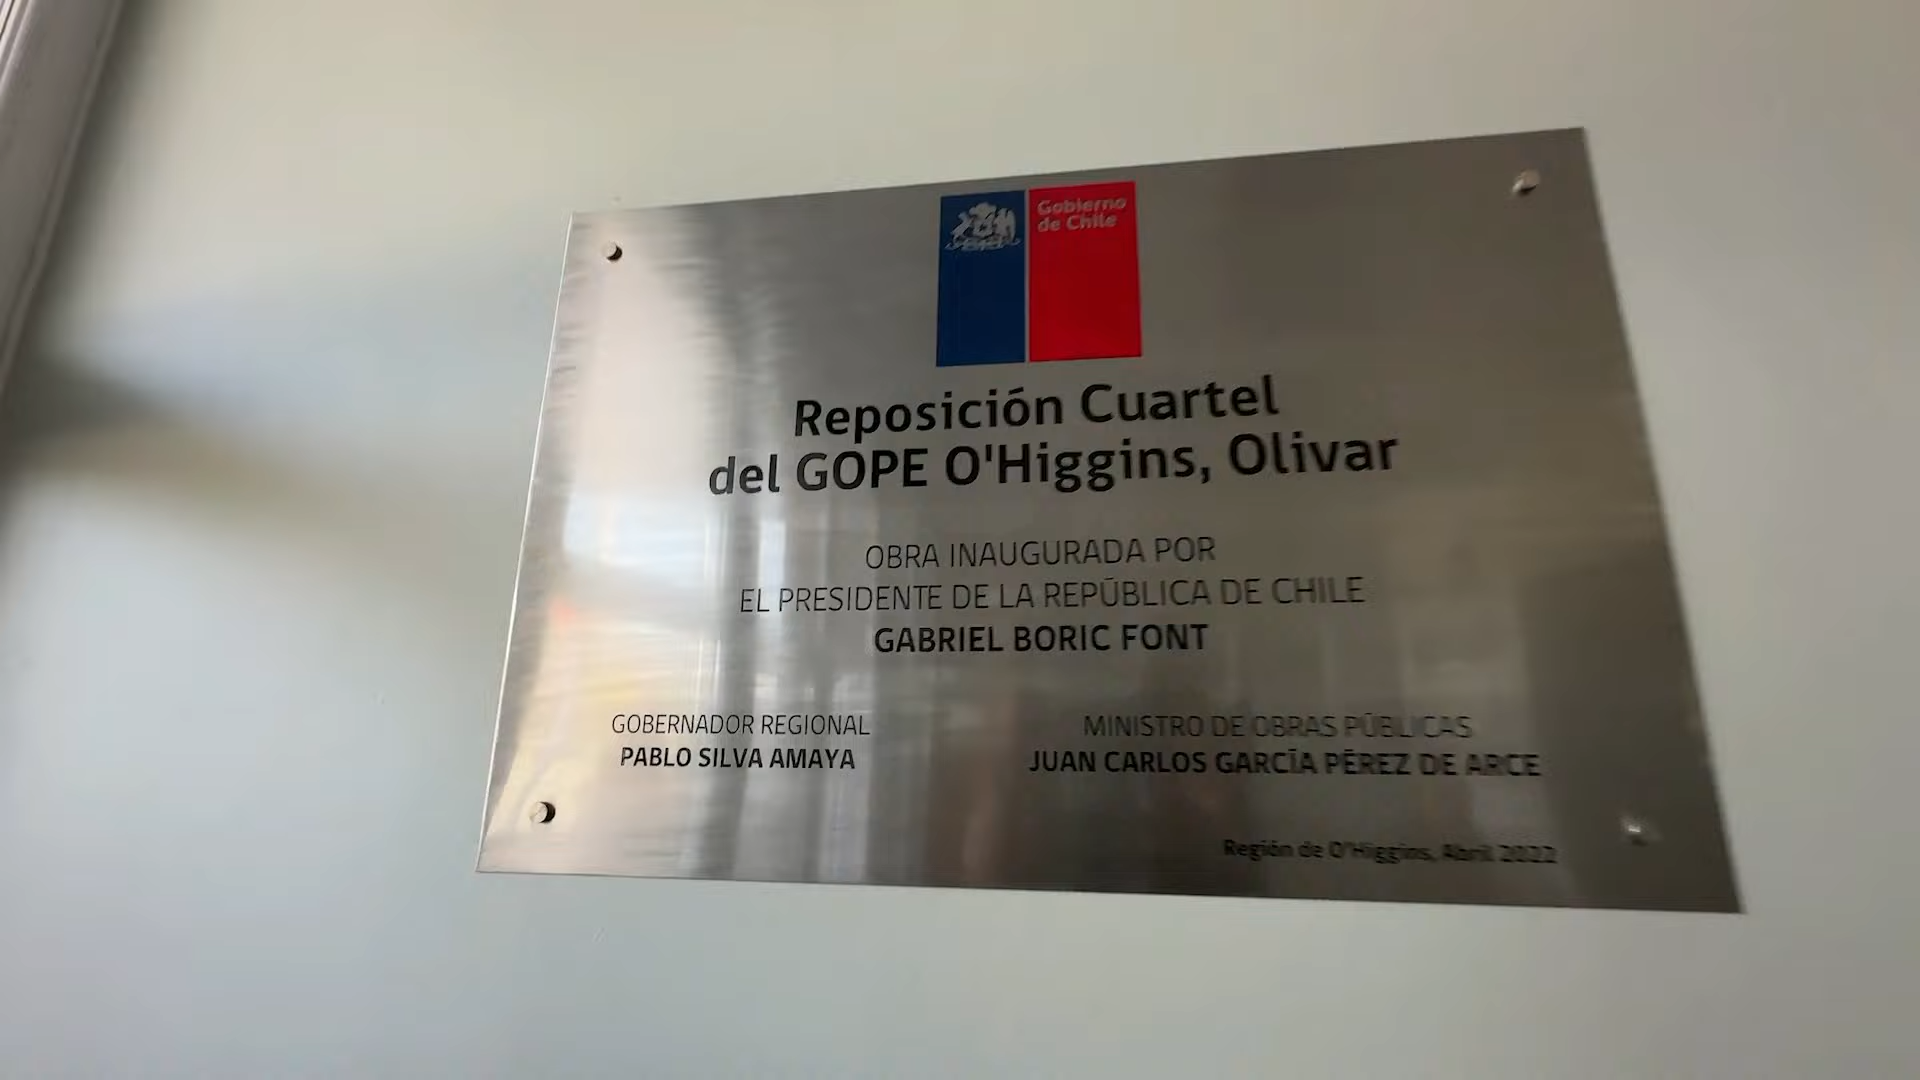 Gobierno
de Chile
Reposición Cuartel
del GOPE O'Higgins, Olivar
OBRA INAUGURADA POR
EL PRESIDENTE DE LA REPÚBLICA DE CHILE
GABRIEL BORIC FONT
GOBERNADOR REGIONAL
PABLO SILVA AMAYA
MINISTRO DE OBRAS PÚBLICAS
JUAN CARLOS GARCÍA PÉREZ DE ARCE
Región de O'Higgins, Abril 2022